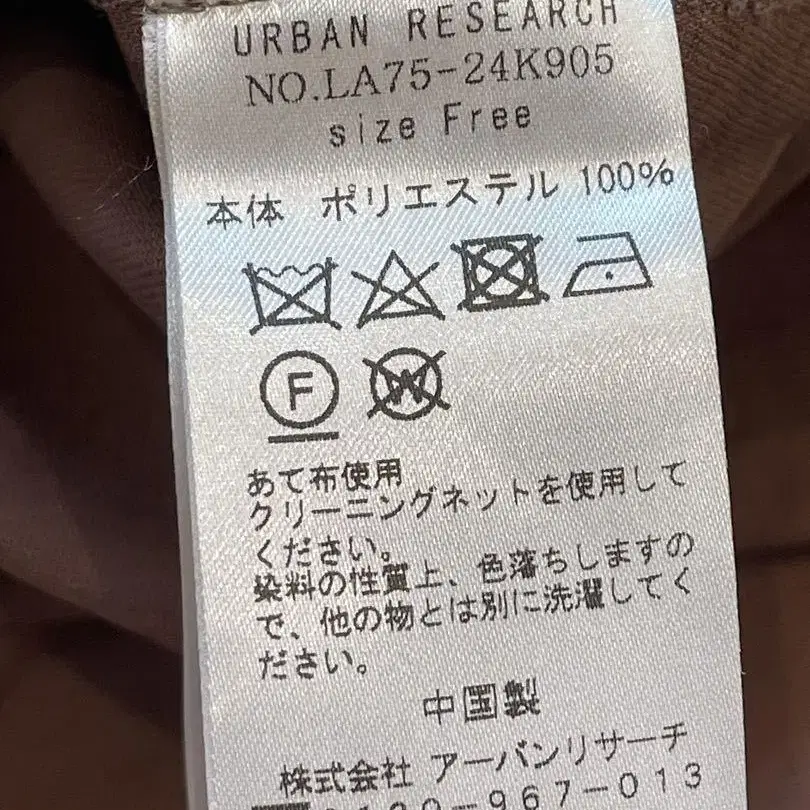 URBAN RESEARCH
NO.LA75-24K905
size Free
本体 ポリエステル 100%
F W
あて布使用
クリーニングネットを使用して
ください。
染料の性質上、色落ちしますの
で、他の物とは別に洗濯してく
ださい。
中国製
株式会社 アーバンリサーチ
-967-013